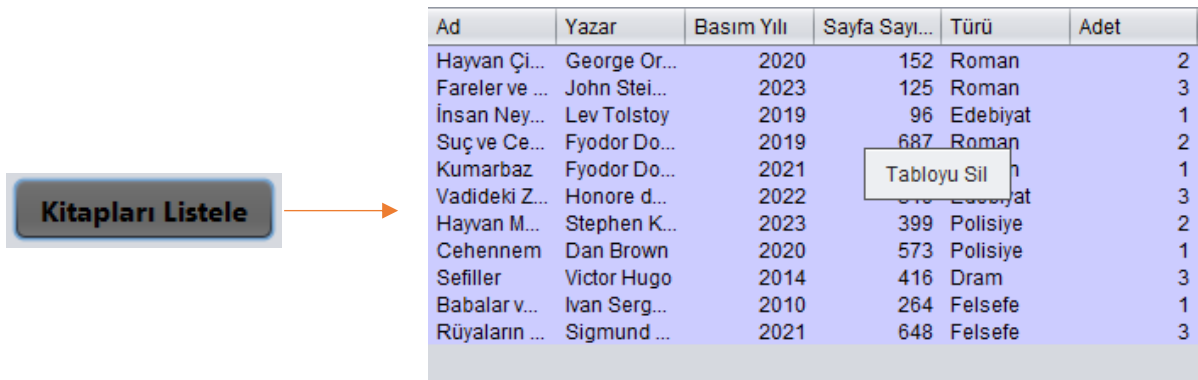 Kitapları Listele
Ad Yazar Basım Yılı Sayfa Sayı... Türü Adet
Hayvan Çi... George Or... 2020 152 Roman 2
Fareler ve ... John Stei... 2023 125 Roman 3
İnsan Ney... Lev Tolstoy 2019 96 Edebiyat 1
Suç ve Ce... Fyodor Do... 2019 687 Roman 2
Kumarbaz Fyodor Do... 2021 1
Tabloyu Sil
Vadideki Z... Honore d... 2022 3
Hayvan M... Stephen K... 2023 399 Polisiye 2
Cehennem Dan Brown 2020 573 Polisiye 1
Sefiller Victor Hugo 2014 416 Dram 3
Babalar v... Ivan Serg... 2010 264 Felsefe 1
Rüyaların ... Sigmund ... 2021 648 Felsefe 3